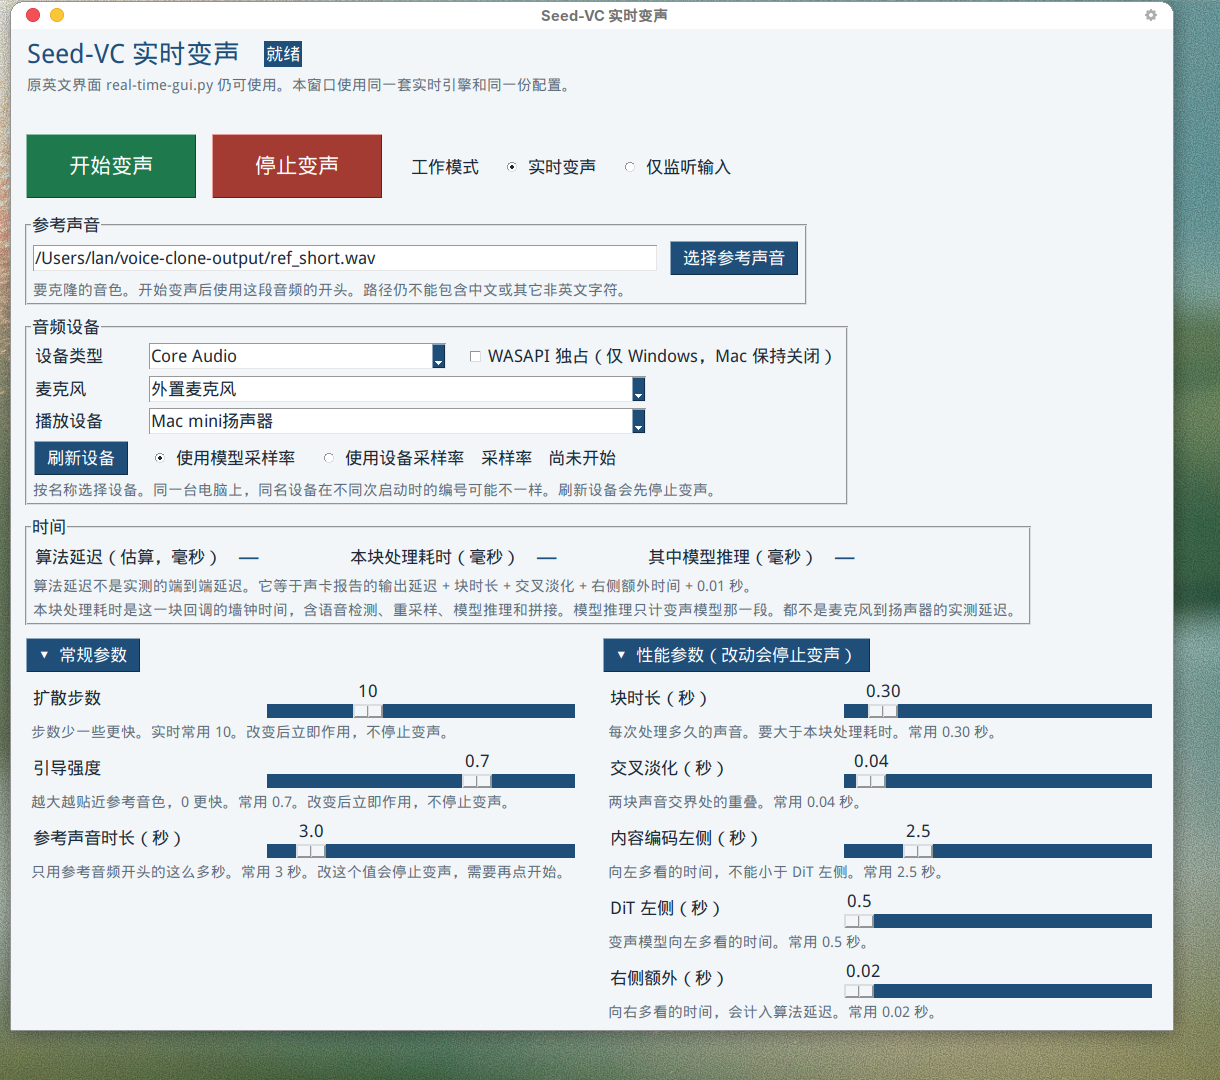 Seed-VC 实时变声
Seed-VC 实时变声 就绪
原英文界面 real-time-gui.py 仍可使用。本窗口使用同一套实时引擎和同一份配置。
开始变声 停止变声 工作模式 实时变声 仅监听输入
参考声音
/Users/lan/voice-clone-output/ref_short.wav 选择参考声音
要克隆的音色。开始变声后使用这段音频的开头。路径仍不能包含中文或其它非英文字符。
音频设备
设备类型 Core Audio WASAPI 独占（仅 Windows，Mac 保持关闭）
麦克风 外置麦克风
播放设备 Mac mini扬声器
刷新设备 使用模型采样率 使用设备采样率 采样率 尚未开始
按名称选择设备。同一台电脑上，同名设备在不同次启动时的编号可能不一样。刷新设备会先停止变声。
时间
算法延迟（估算，毫秒） — 本块处理耗时（毫秒） — 其中模型推理（毫秒） —
算法延迟不是实测的端到端延迟。它等于声卡报告的输出延迟 + 块时长 + 交叉淡化 + 右侧额外时间 + 0.01 秒。
本块处理耗时是这一块回调的墙钟时间，含语音检测、重采样、模型推理和拼接。模型推理只计变声模型那一段。都不是麦克风到扬声器的实测延迟。
▼ 常规参数
扩散步数 10
步数少一些更快。实时常用 10。改变后立即作用，不停止变声。
引导强度 0.7
越大越贴近参考音色，0 更快。常用 0.7。改变后立即作用，不停止变声。
参考声音时长（秒） 3.0
只用参考音频开头的这么多秒。常用 3 秒。改这个值会停止变声，需要再点开始。
▼ 性能参数（改动会停止变声）
块时长（秒） 0.30
每次处理多久的声音。要大于本块处理耗时。常用 0.30 秒。
交叉淡化（秒） 0.04
两块声音交界处的重叠。常用 0.04 秒。
内容编码左侧（秒） 2.5
向左多看的时间，不能小于 DiT 左侧。常用 2.5 秒。
DiT 左侧（秒） 0.5
变声模型向左多看的时间。常用 0.5 秒。
右侧额外（秒） 0.02
向右多看的时间，会计入算法延迟。常用 0.02 秒。